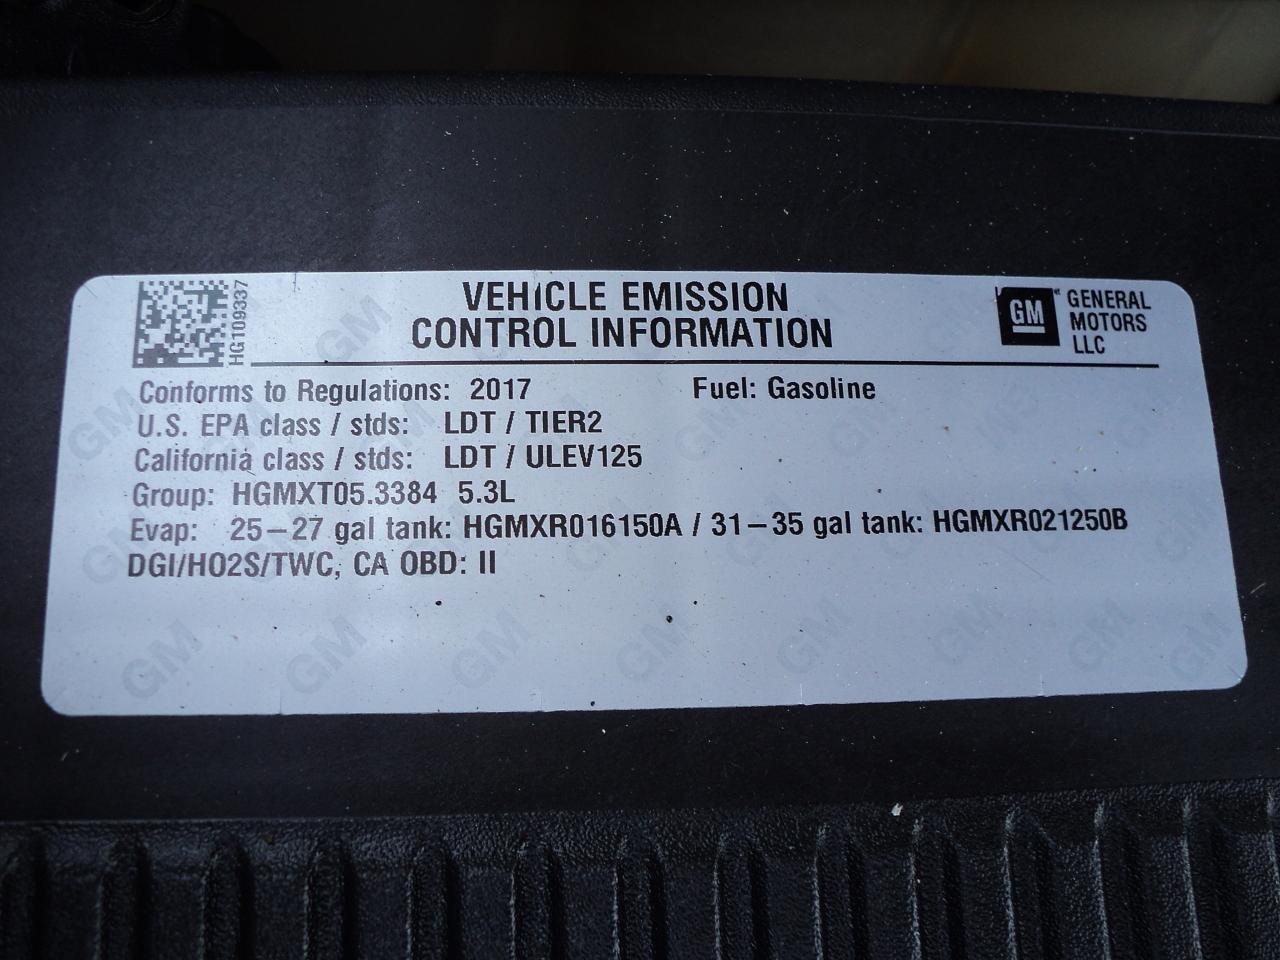 HG109337
VEHICLE EMISSION
CONTROL INFORMATION
GM
GENERAL
MOTORS
LLC
Conforms to Regulations: 2017 Fuel: Gasoline
U.S. EPA class / stds: LDT / TIER2
California class / stds: LDT / ULEV125
Group: HGMXT05.3384 5.3L
Evap: 25–27 gal tank: HGMXR016150A / 31–35 gal tank: HGMXR021250B
DGI/HO2S/TWC, CA OBD: II